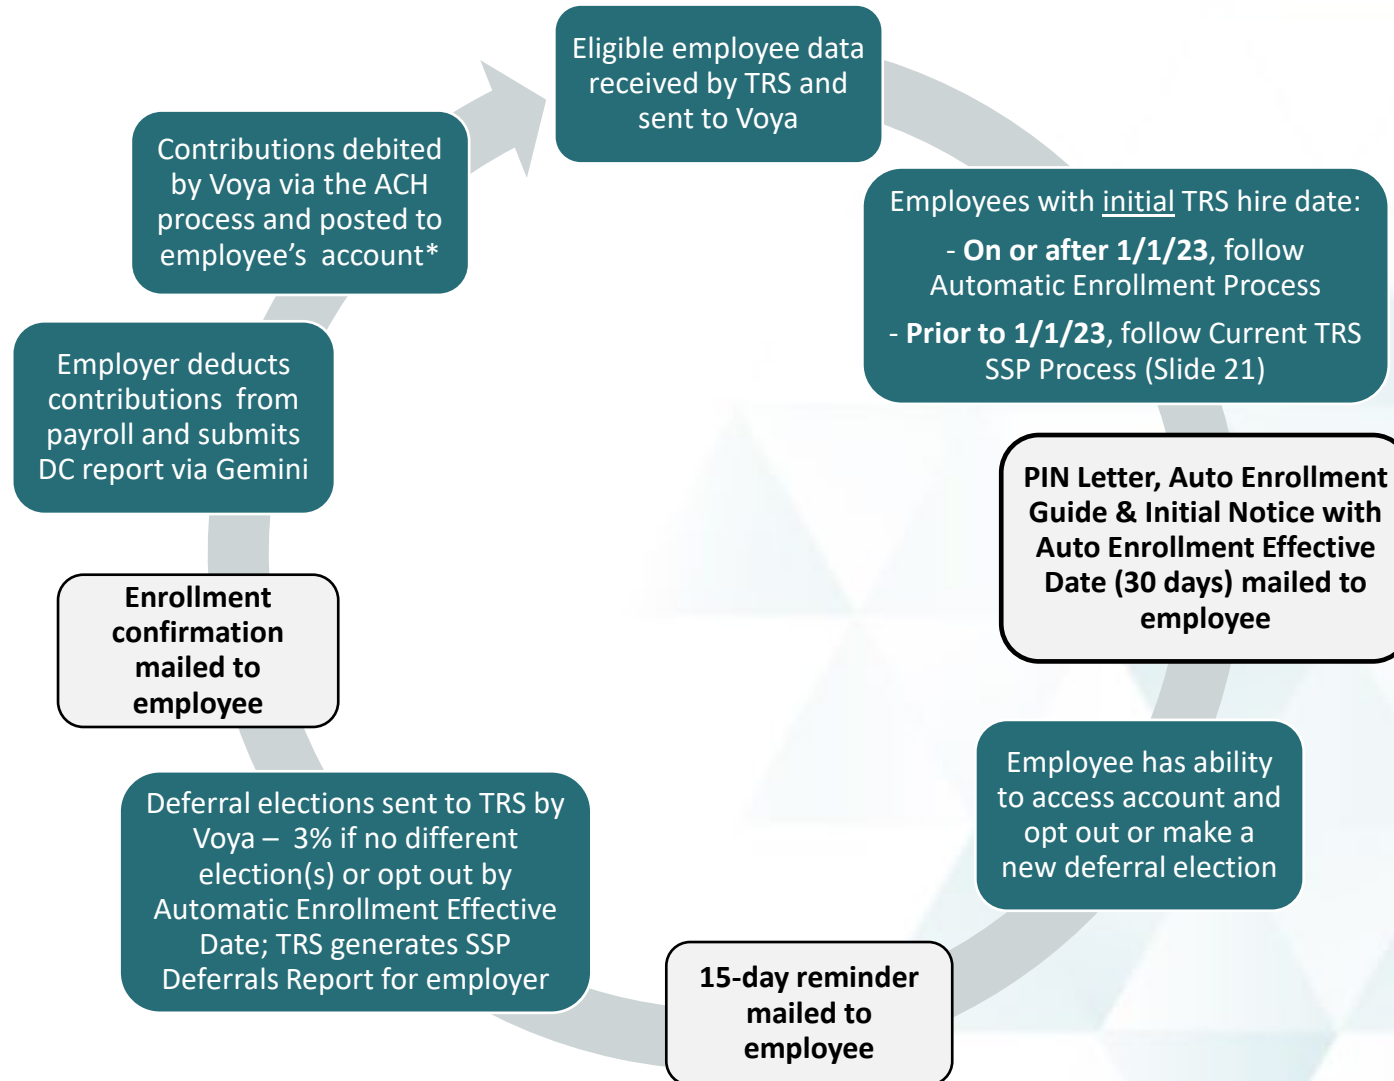 Eligible employee data
received by TRS and
sent to Voya
Employees with initial TRS hire date:
- On or after 1/1/23, follow
Automatic Enrollment Process
- Prior to 1/1/23, follow Current TRS
SSP Process (Slide 21)
PIN Letter, Auto Enrollment
Guide & Initial Notice with
Auto Enrollment Effective
Date (30 days) mailed to
employee
Employee has ability
to access account and
opt out or make a
new deferral election
15-day reminder
mailed to
employee
Deferral elections sent to TRS by
Voya – 3% if no different
election(s) or opt out by
Automatic Enrollment Effective
Date; TRS generates SSP
Deferrals Report for employer
Enrollment
confirmation
mailed to
employee
Employer deducts
contributions from
payroll and submits
DC report via Gemini
Contributions debited
by Voya via the ACH
process and posted to
employee's account*